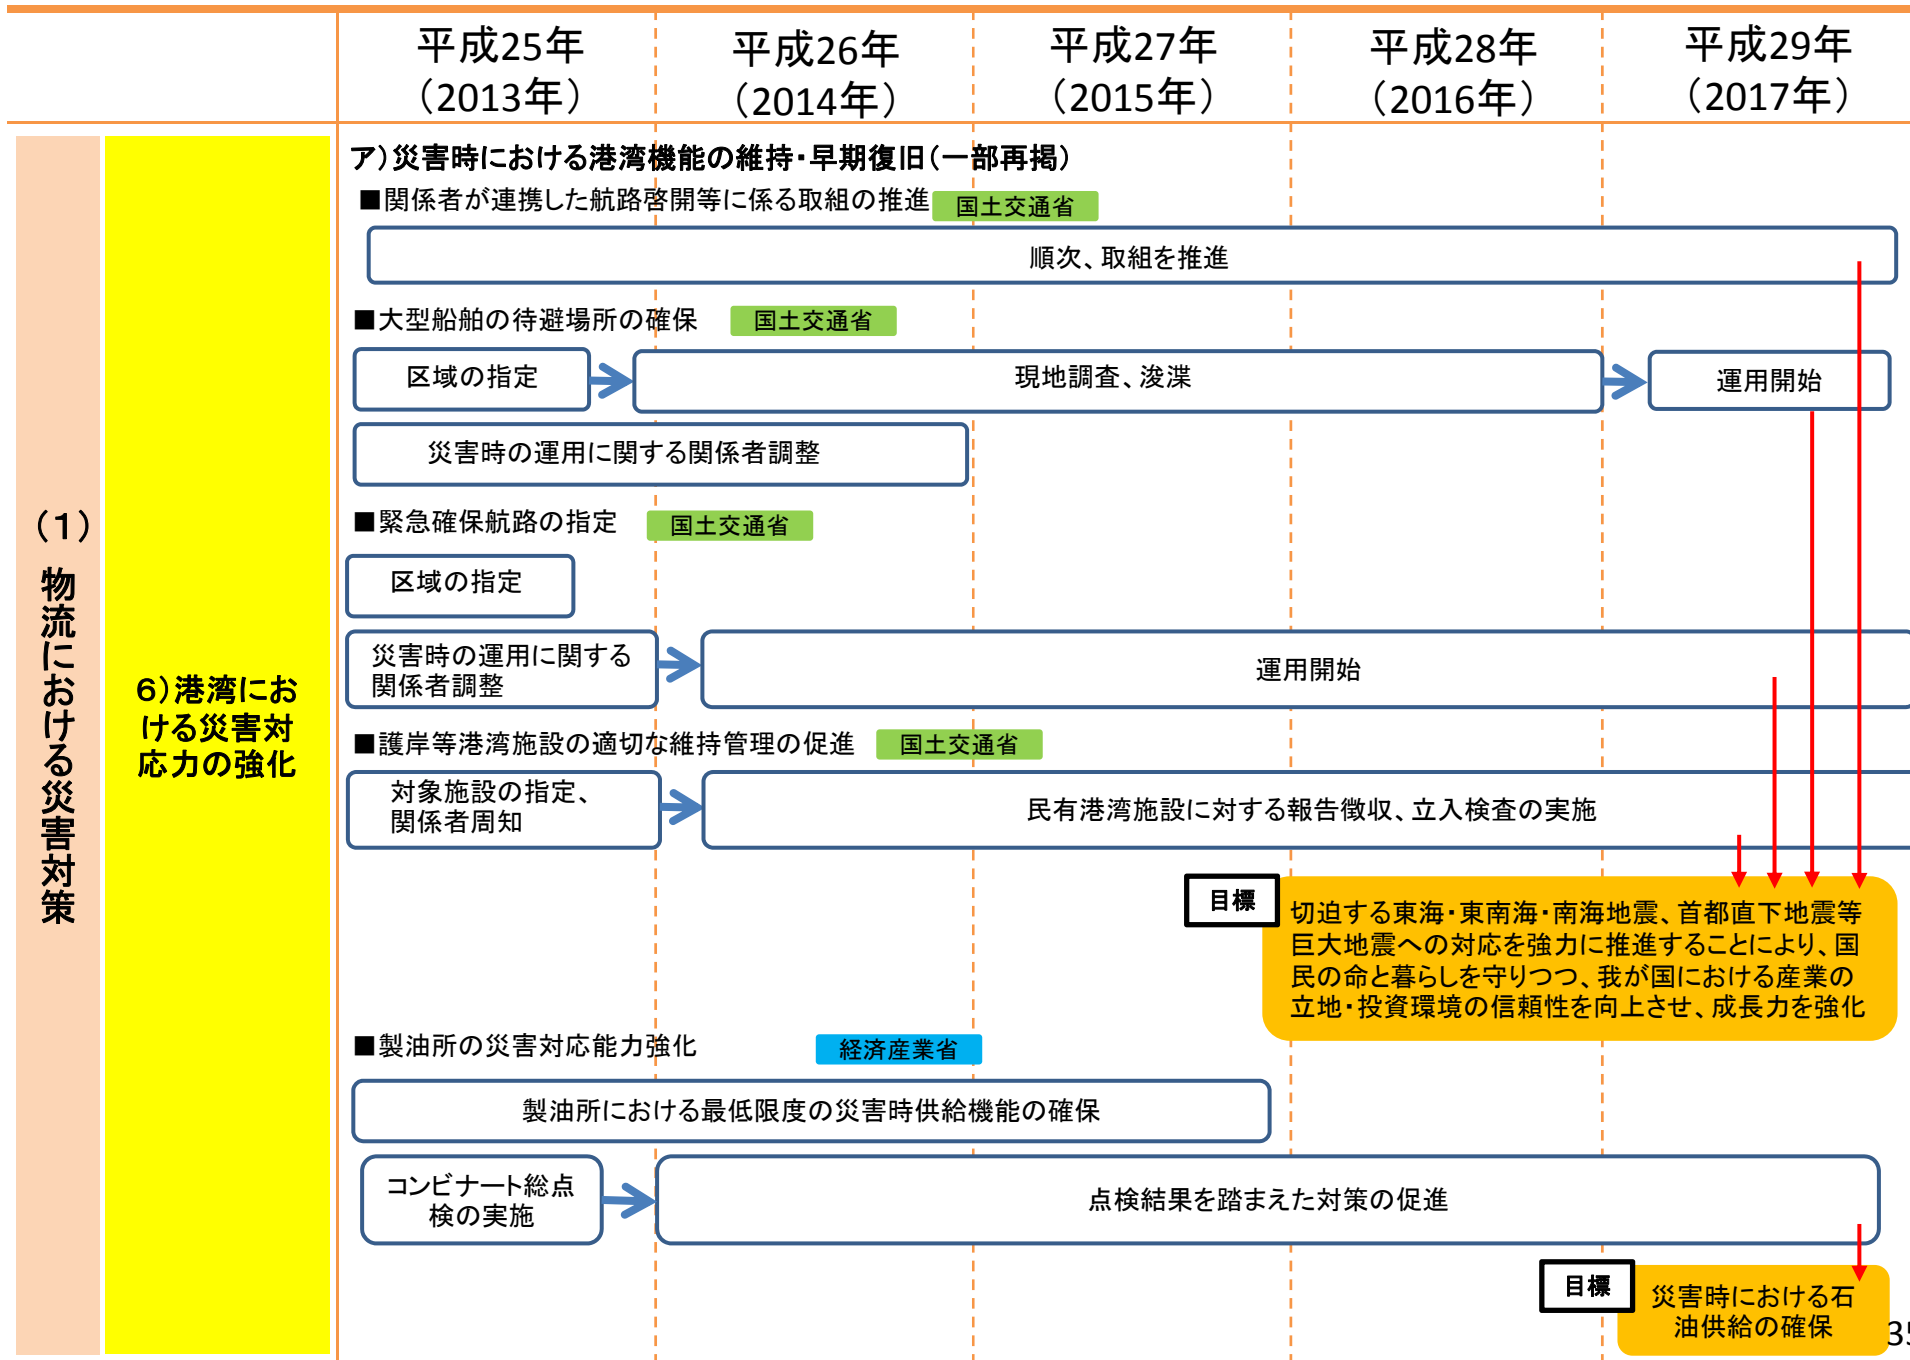 平成25年
（2013年）
平成26年
（2014年）
平成27年
（2015年）
平成28年
（2016年）
平成29年
（2017年）
（１）物流における災害対策
６）港湾にお
ける災害対
応力の強化
ア）災害時における港湾機能の維持・早期復旧（一部再掲）
■関係者が連携した航路啓開等に係る取組の推進
国土交通省
順次、取組を推進
■大型船舶の待避場所の確保
国土交通省
区域の指定
現地調査、浚渫
運用開始
災害時の運用に関する関係者調整
■緊急確保航路の指定
国土交通省
区域の指定
災害時の運用に関する
関係者調整
運用開始
■護岸等港湾施設の適切な維持管理の促進
国土交通省
対象施設の指定、
関係者周知
民有港湾施設に対する報告徴収、立入検査の実施
目標
切迫する東海・東南海・南海地震、首都直下地震等
巨大地震への対応を強力に推進することにより、国
民の命と暮らしを守りつつ、我が国における産業の
立地・投資環境の信頼性を向上させ、成長力を強化
■製油所の災害対応能力強化
経済産業省
製油所における最低限度の災害時供給機能の確保
コンビナート総点
検の実施
点検結果を踏まえた対策の促進
目標
災害時における石
油供給の確保
35